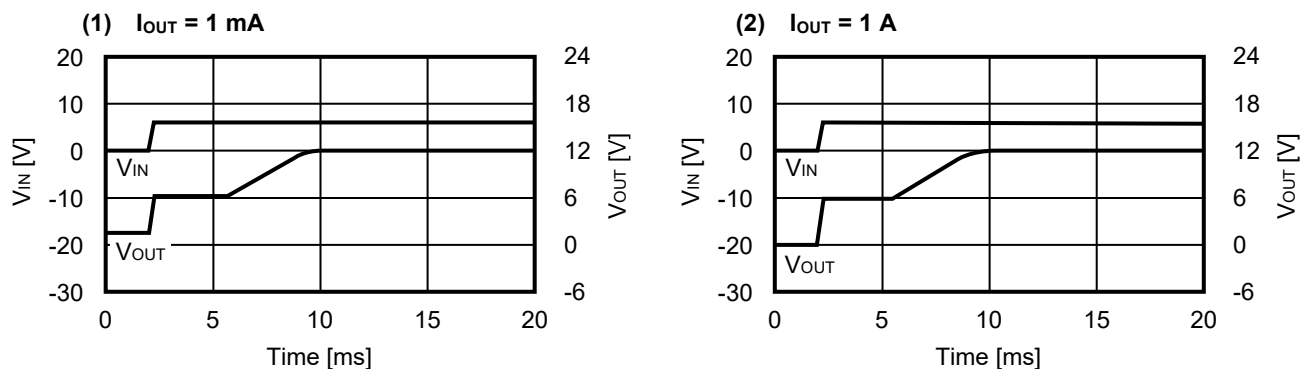 (1) IOUT = 1 mA
20
10
0
-10
-20
-30
VIN [V]
24
18
12
6
0
-6
VOUT [V]
VIN
VOUT
0 5 10 15 20
Time [ms]
(2) IOUT = 1 A
20
10
0
-10
-20
-30
VIN [V]
24
18
12
6
0
-6
VOUT [V]
VIN
VOUT
0 5 10 15 20
Time [ms]